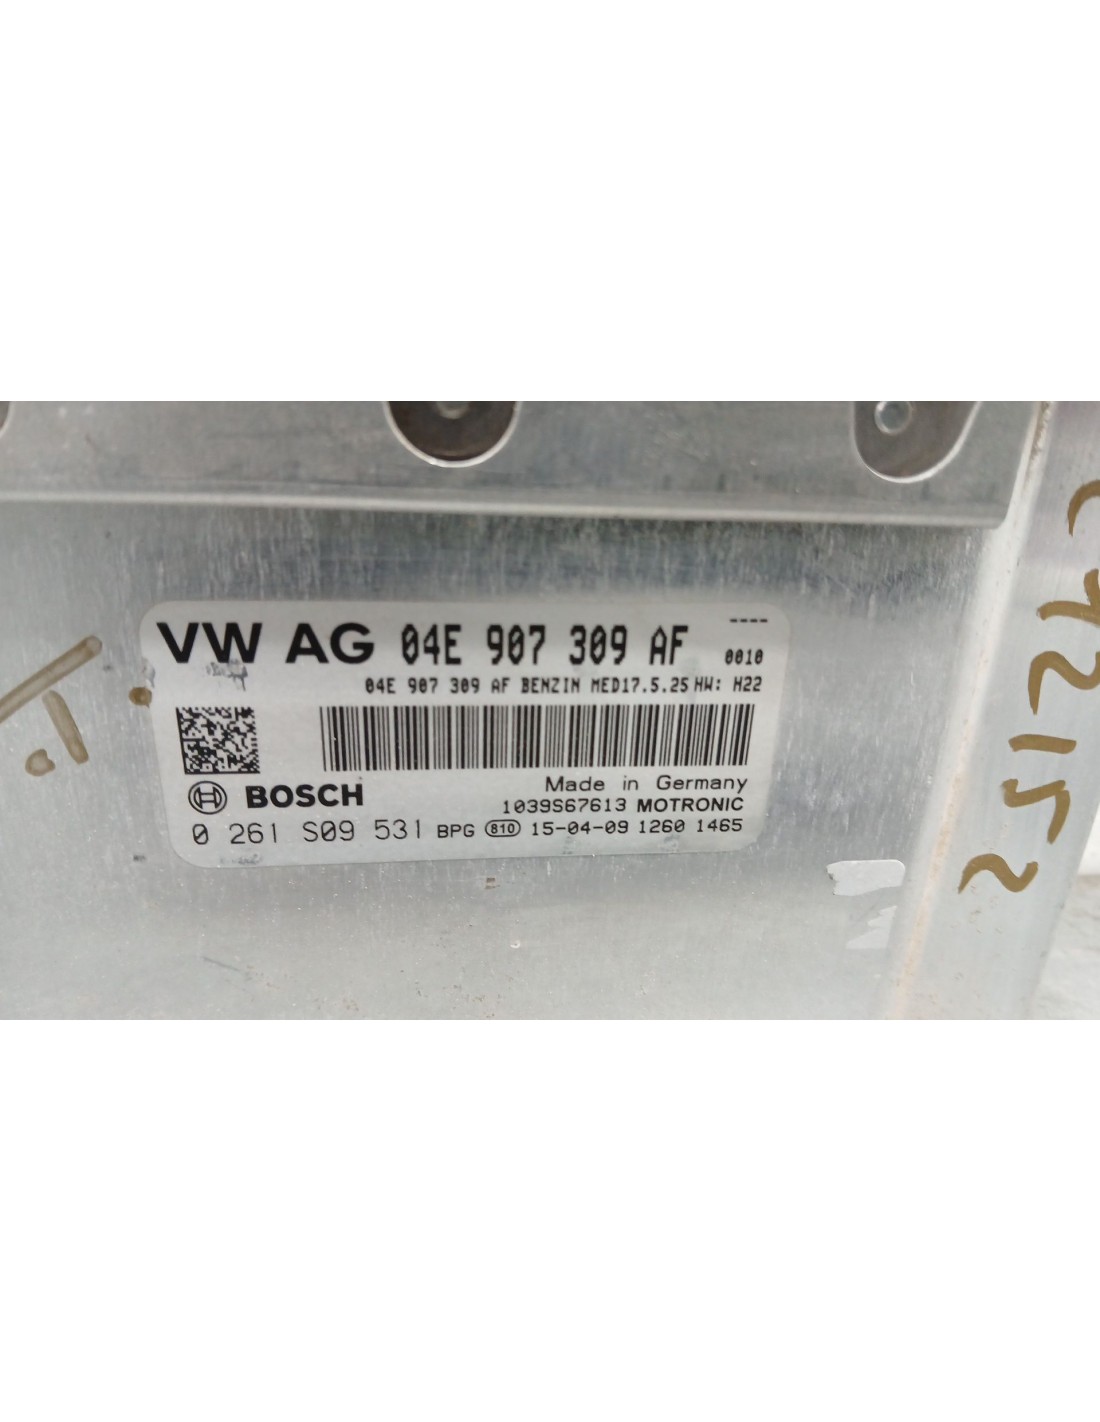 VW AG 04E 907 309 AF ----
0010
04E 907 309 AF BENZIN MED17.5.25 HW: H22
Made in Germany
BOSCH
1039S67613 MOTRONIC
0 261 S09 531 BPG 810 15-04-09 1260 1465